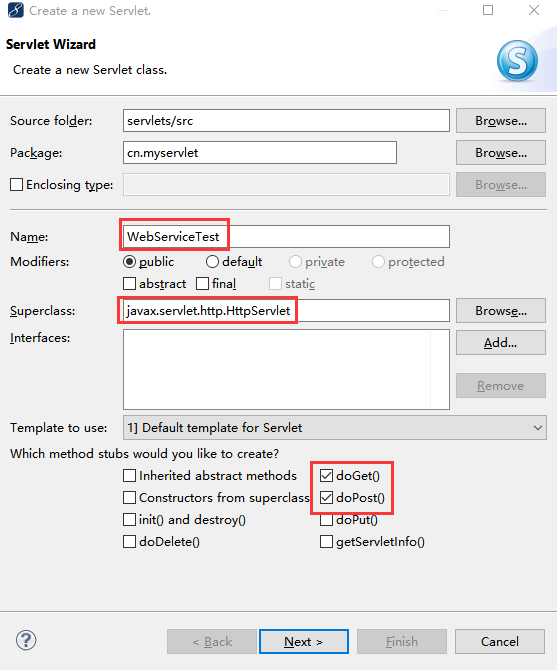 Create a new Servlet.
Servlet Wizard
Create a new Servlet class.
Source folder: servlets/src Browse...
Package: cn.myservlet Browse...
Enclosing type: Browse...
Name: WebServiceTest
Modifiers: public default private protected
abstract final static
Superclass: javax.servlet.http.HttpServlet Browse...
Interfaces: Add...
Remove
Template to use: 1] Default template for Servlet
Which method stubs would you like to create?
Inherited abstract methods doGet()
Constructors from superclass doPost()
init() and destroy() doPut()
doDelete() getServletInfo()
? < Back Next > Finish Cancel